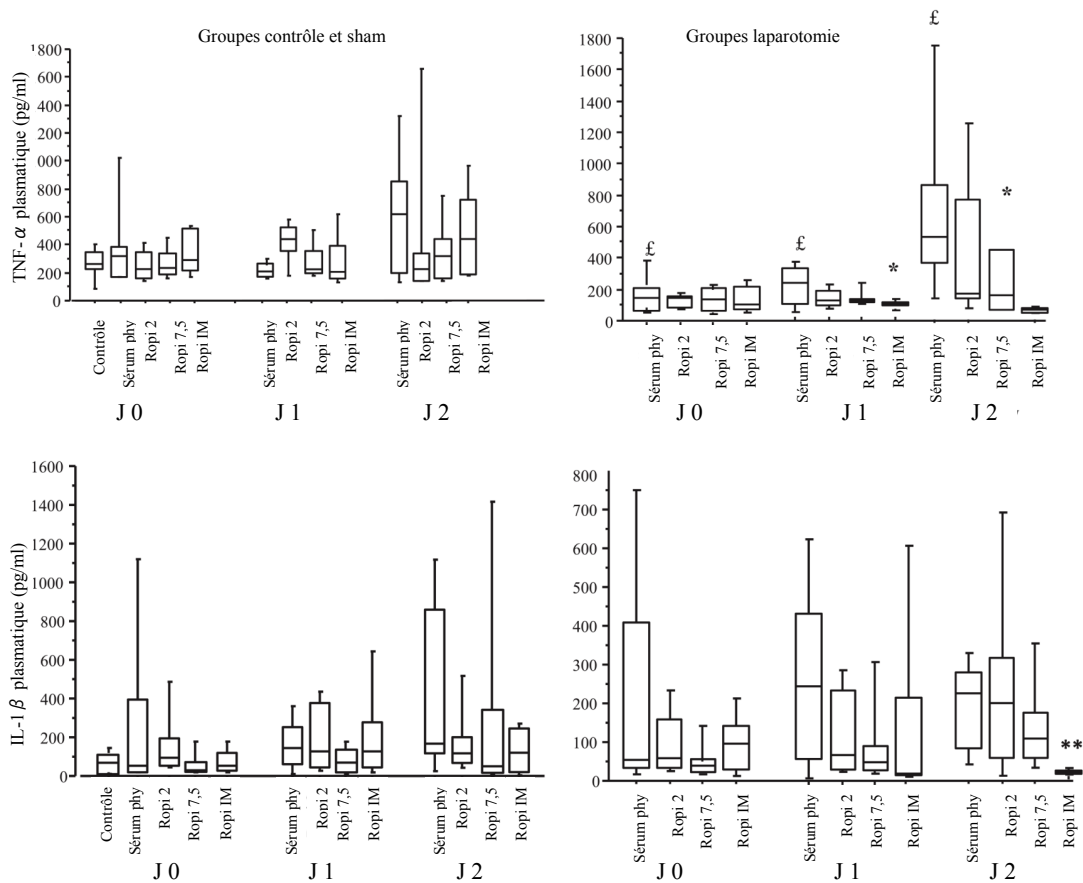 Groupes contrôle et sham
TNF-α plasmatique (pg/ml)
1800
600
400
200
000
800
600
400
200
0
Contrôle
Sérum phy
Ropi 2
Ropi 7,5
Ropi IM
Sérum phy
Ropi 2
Ropi 7,5
Ropi IM
Sérum phy
Ropi 2
Ropi 7,5
Ropi IM
J 0
J 1
J 2
Groupes laparotomie
1800
1600
1400
1200
1000
800
600
400
200
0
£
£
*
£
*
Sérum phy
Ropi 2
Ropi 7,5
Ropi IM
Sérum phy
Ropi 2
Ropi 7,5
Ropi IM
Sérum phy
Ropi 2
Ropi 7,5
Ropi IM
J 0
J 1
J 2
IL-1 β plasmatique (pg/ml)
1600
1400
1200
1000
800
600
400
200
0
Contrôle
Sérum phy
Ropi 2
Ropi 7,5
Ropi IM
Sérum phy
Ropi 2
Ropi 7,5
Ropi IM
Sérum phy
Ropi 2
Ropi 7,5
Ropi IM
J 0
J 1
J 2
800
700
600
500
400
300
200
100
0
**
Sérum phy
Ropi 2
Ropi 7,5
Ropi IM
Sérum phy
Ropi 2
Ropi 7,5
Ropi IM
Sérum phy
Ropi 2
Ropi 7,5
Ropi IM
J 0
J 1
J 2